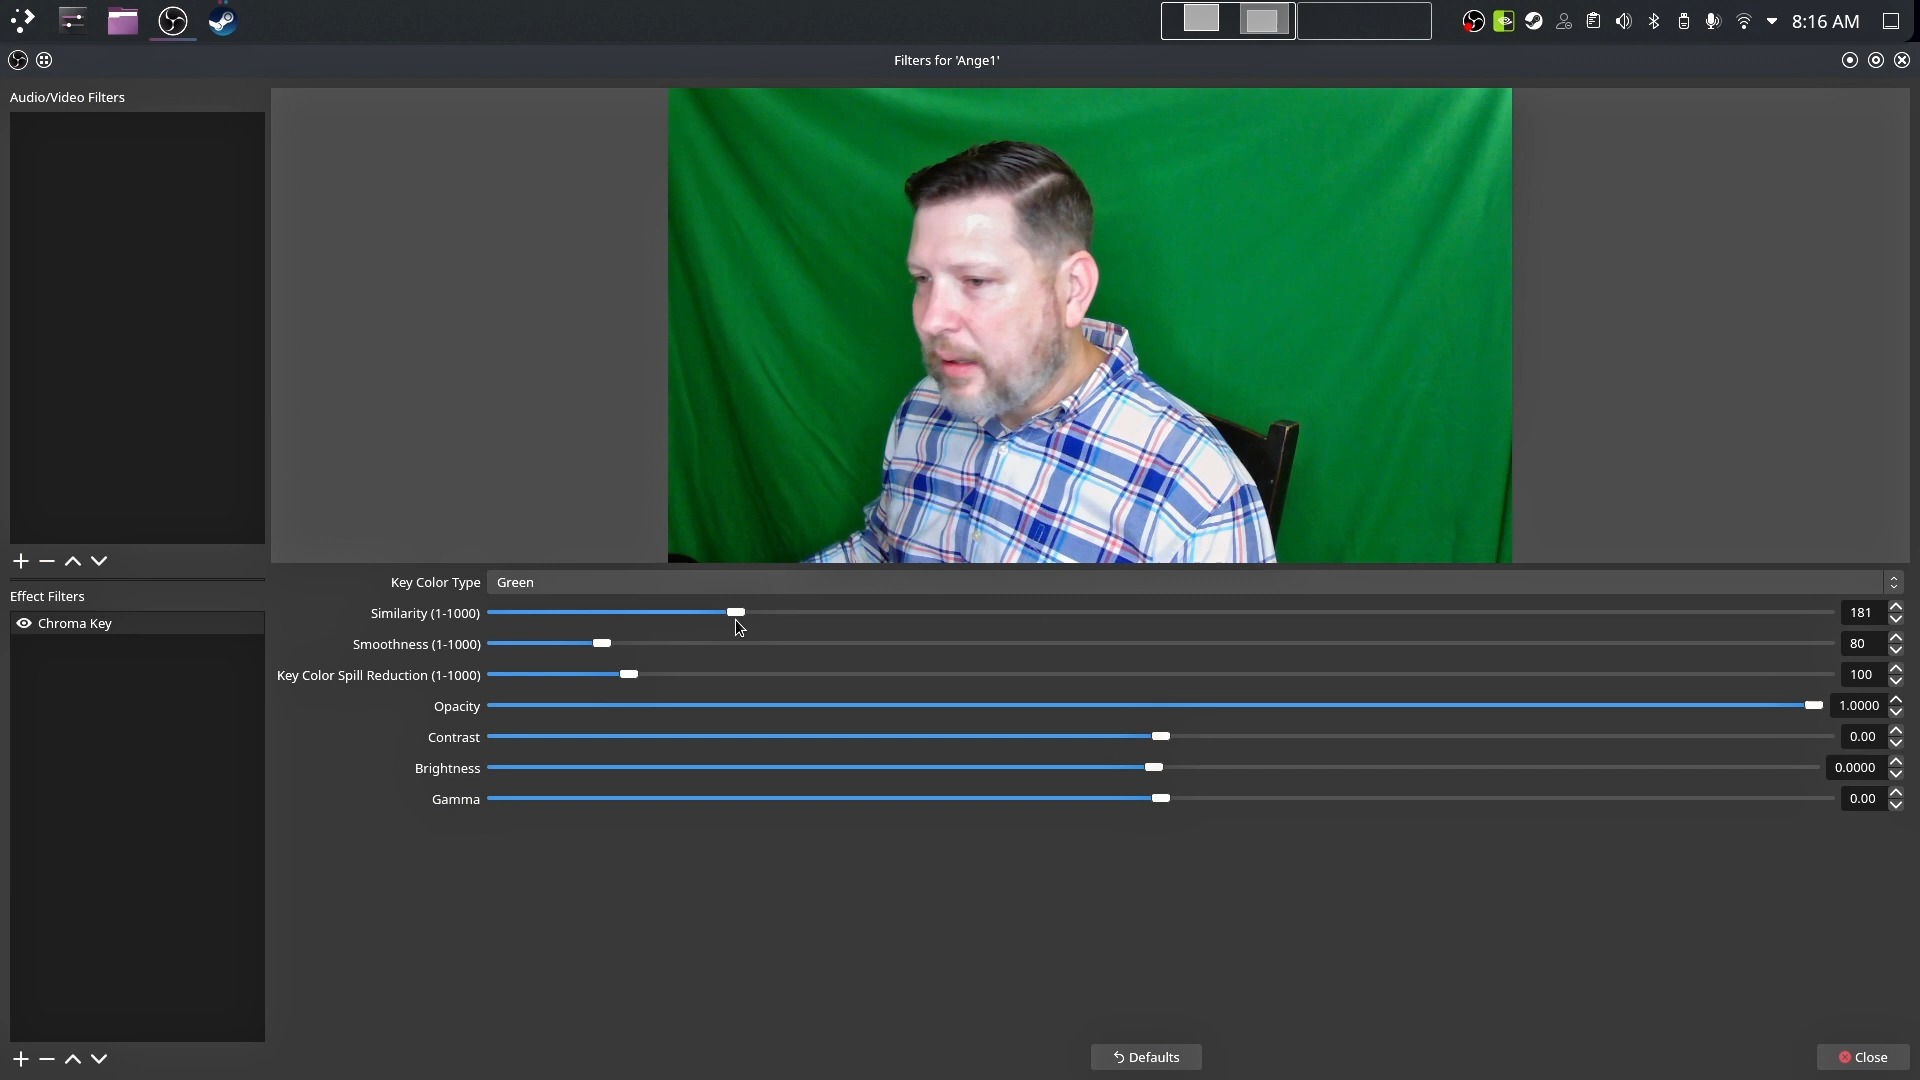 8:16 AM
Filters for 'Ange1'
Audio/Video Filters
Key Color Type Green
Similarity (1-1000) 181
Effect Filters
Chroma Key
Smoothness (1-1000) 80
Key Color Spill Reduction (1-1000) 100
Opacity 1.0000
Contrast 0.00
Brightness 0.0000
Gamma 0.00
Defaults
Close